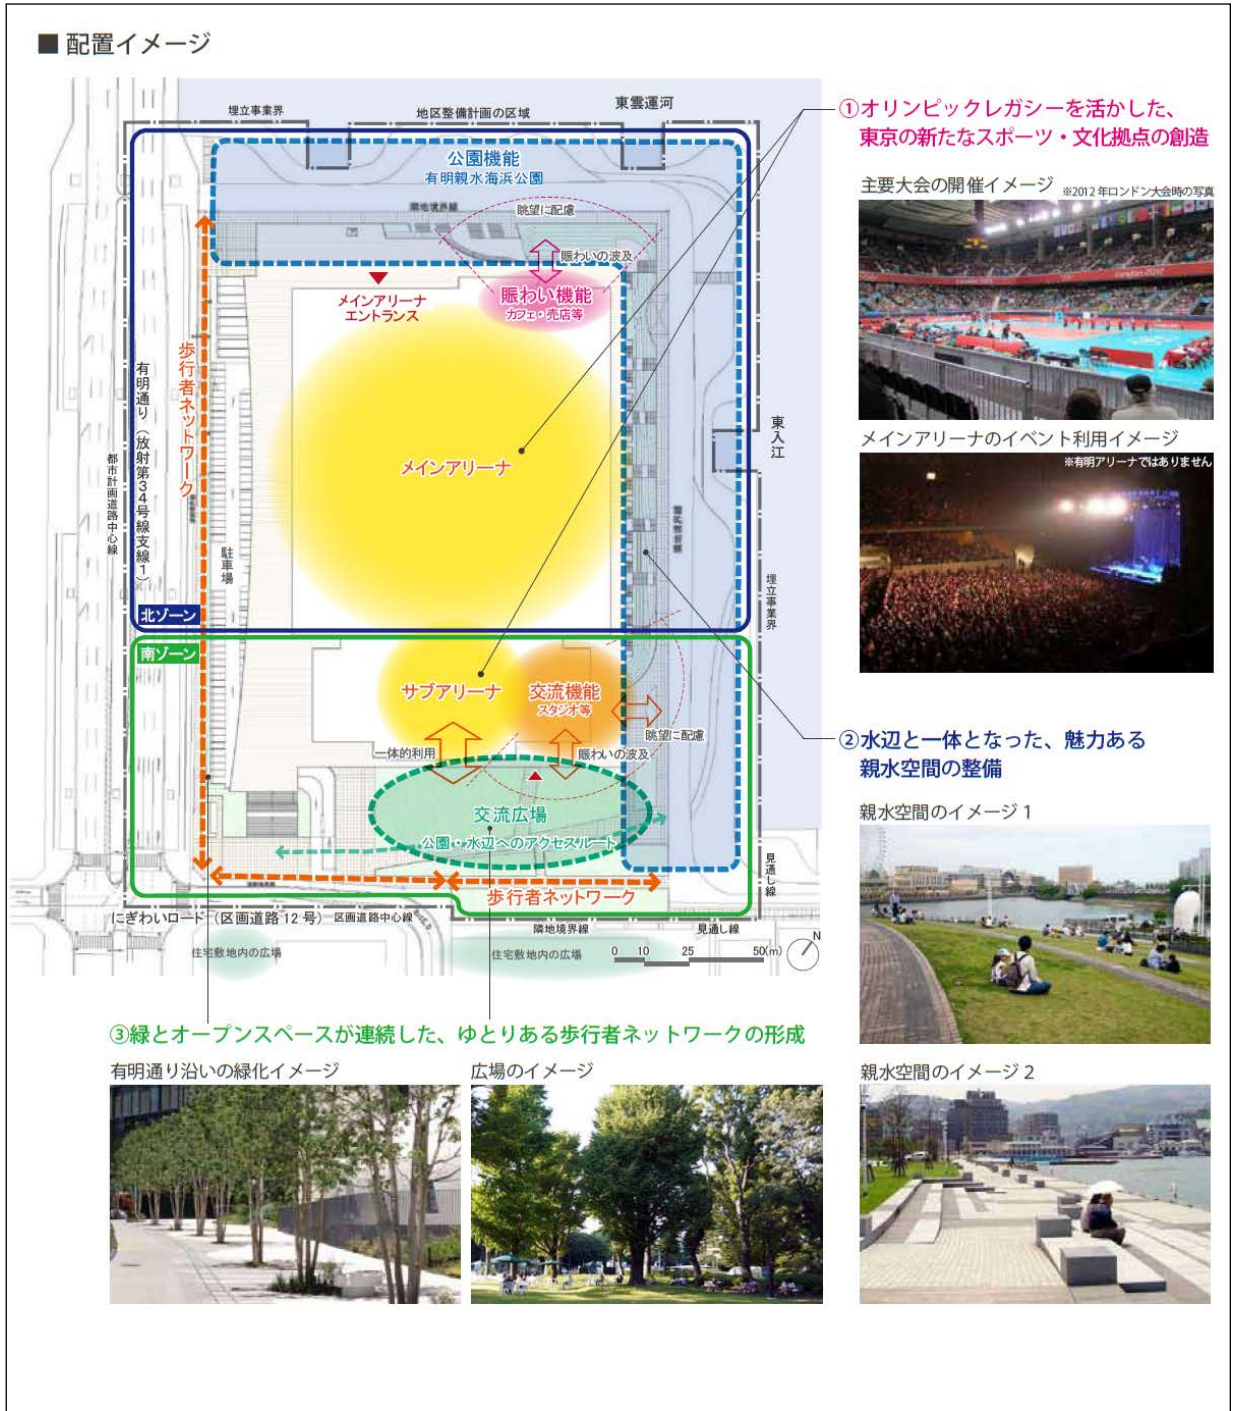 ■ 配置イメージ
埋立事業界
地区整備計画の区域
東雲運河
①オリンピックレガシーを活かした、
東京の新たなスポーツ・文化拠点の創造
公園機能
有明親水海浜公園
主要大会の開催イメージ ※2012年ロンドン大会時の写真
隣地境界線
眺望に配慮
賑わいの波及
メインアリーナ
エントランス
賑わい機能
カフェ・売店等
歩行者ネットワーク
有明通り（放射第34号線支線1）
都市計画道路中心線
駐車場
メインアリーナ
東入江
メインアリーナのイベント利用イメージ
※有明アリーナではありません
隣地境界線
埋立事業界
北ゾーン
南ゾーン
サブアリーナ
交流機能
スタジオ等
一体的利用
賑わいの波及
眺望に配慮
②水辺と一体となった、魅力ある
親水空間の整備
交流広場
公園・水辺へのアクセスルート
親水空間のイメージ1
見通し線
歩行者ネットワーク
にぎわいロード（区画道路12号） 区画道路中心線
隣地境界線
見通し線
住宅敷地内の広場
住宅敷地内の広場
0 10 25 50(m)
N
③緑とオープンスペースが連続した、ゆとりある歩行者ネットワークの形成
有明通り沿いの緑化イメージ
広場のイメージ
親水空間のイメージ2